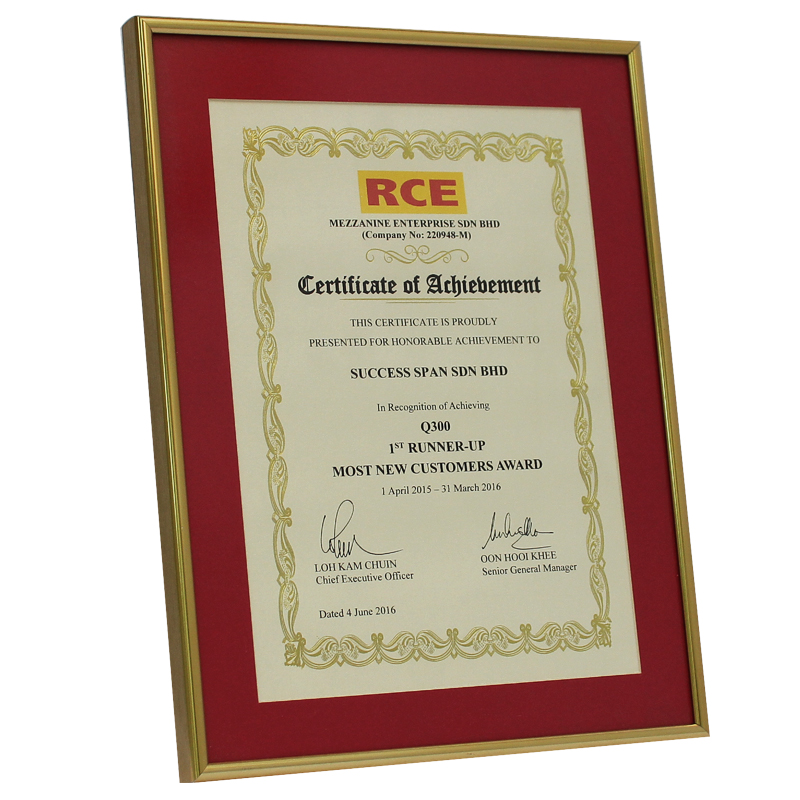 RCE
MEZZANINE ENTERPRISE SDN BHD
(Company No: 220948-M)
Certificate of Achievement
THIS CERTIFICATE IS PROUDLY
PRESENTED FOR HONORABLE ACHIEVEMENT TO
SUCCESS SPAN SDN BHD
In Recognition of Achieving
Q300
1ST RUNNER-UP
MOST NEW CUSTOMERS AWARD
1 April 2015 – 31 March 2016
LOH KAM CHUIN
Chief Executive Officer
OON HOOI KHEE
Senior General Manager
Dated 4 June 2016